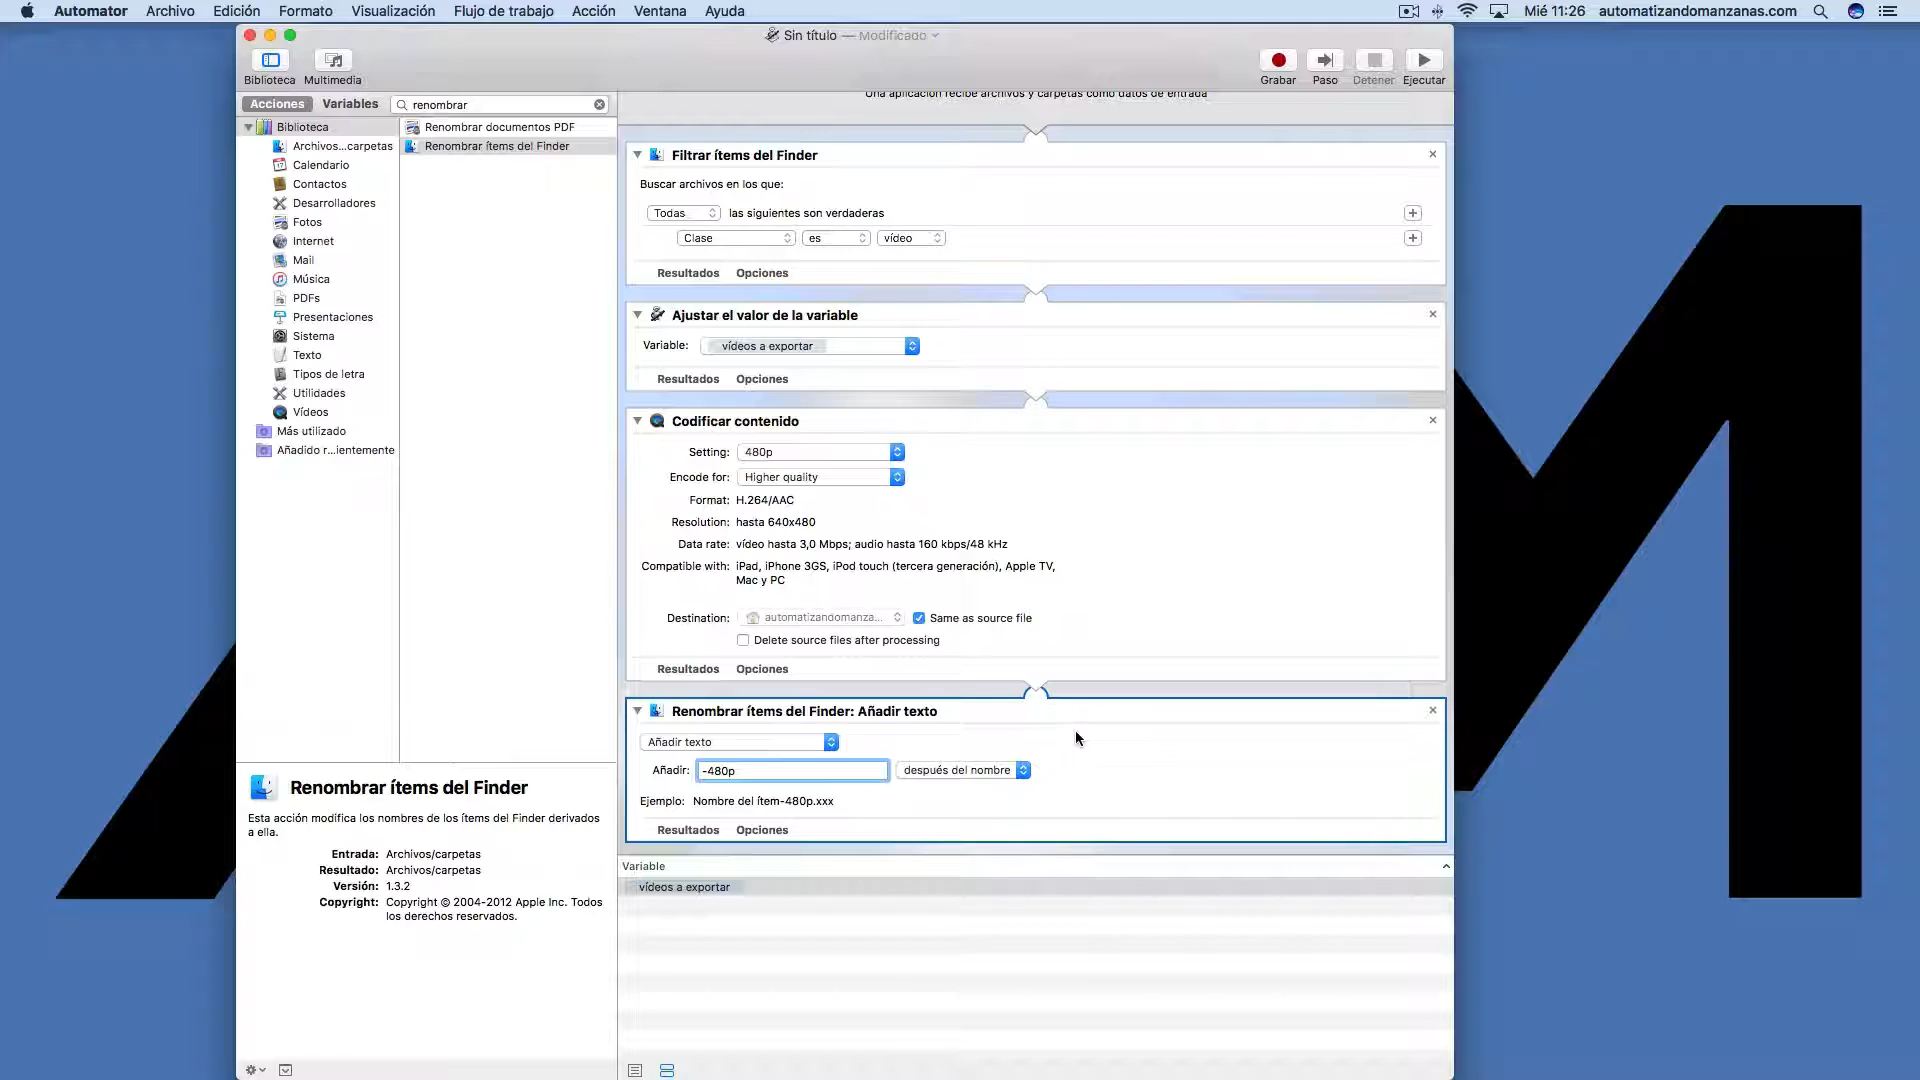 Automator Archivo Edición Formato Visualización Flujo de trabajo Acción Ventana Ayuda Mié 11:26 automatizandomanzanas.com
Sin título — Modificado
Biblioteca Multimedia Grabar Paso Detener Ejecutar
Acciones Variables renombrar
Biblioteca
Archivos...carpetas
Calendario
Contactos
Desarrolladores
Fotos
Internet
Mail
Música
PDFs
Presentaciones
Sistema
Texto
Tipos de letra
Utilidades
Vídeos
Más utilizado
Añadido r...ientemente
Renombrar documentos PDF
Renombrar ítems del Finder
Renombrar ítems del Finder
Esta acción modifica los nombres de los ítems del Finder derivados
a ella.
Entrada: Archivos/carpetas
Resultado: Archivos/carpetas
Versión: 1.3.2
Copyright: Copyright © 2004-2012 Apple Inc. Todos
los derechos reservados.
Una aplicación recibe archivos y carpetas como datos de entrada
Filtrar ítems del Finder
Buscar archivos en los que:
Todas las siguientes son verdaderas
Clase es vídeo
Resultados Opciones
Ajustar el valor de la variable
Variable: vídeos a exportar
Resultados Opciones
Codificar contenido
Setting: 480p
Encode for: Higher quality
Format: H.264/AAC
Resolution: hasta 640x480
Data rate: vídeo hasta 3,0 Mbps; audio hasta 160 kbps/48 kHz
Compatible with: iPad, iPhone 3GS, iPod touch (tercera generación), Apple TV,
Mac y PC
Destination: automatizandomanza... Same as source file
Delete source files after processing
Resultados Opciones
Renombrar ítems del Finder: Añadir texto
Añadir texto
Añadir: -480p después del nombre
Ejemplo: Nombre del ítem-480p.xxx
Resultados Opciones
Variable
vídeos a exportar